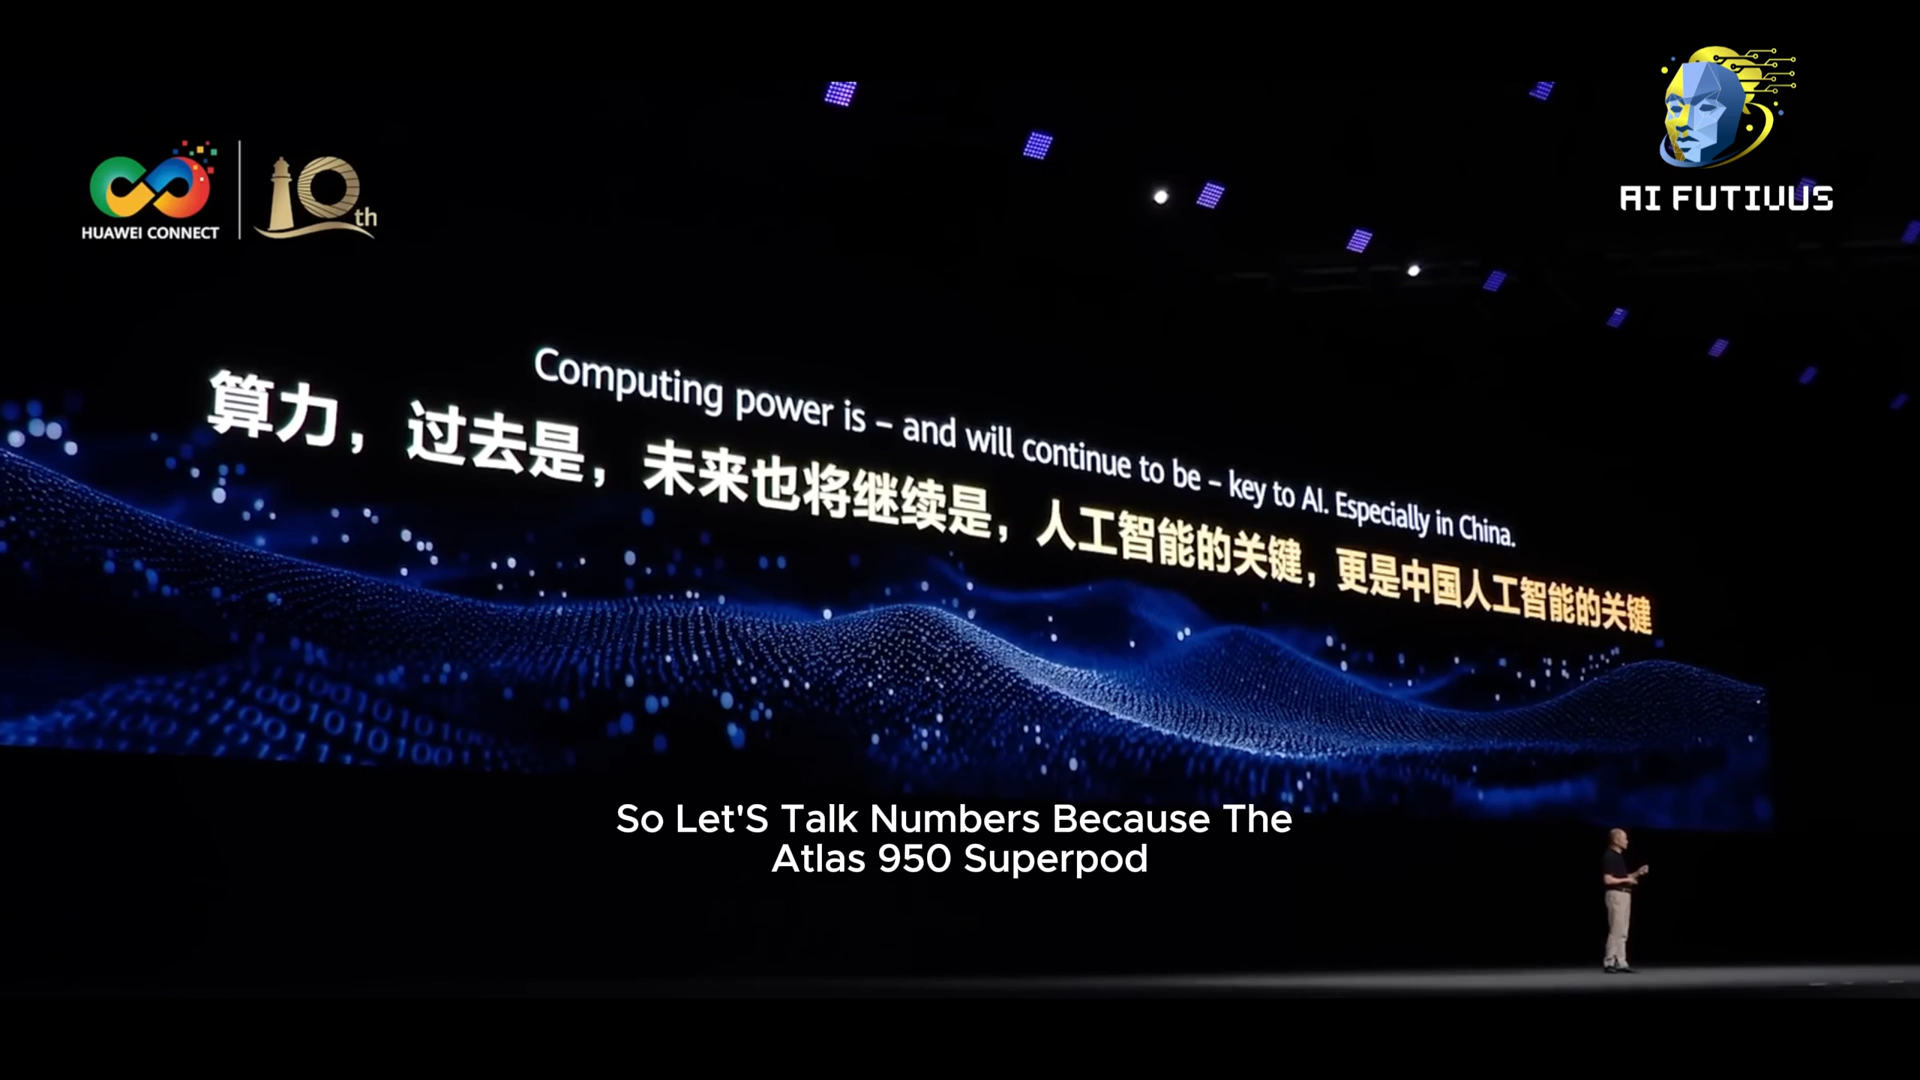 AI FUTIVUS
HUAWEI CONNECT
10th
Computing power is – and will continue to be – key to AI. Especially in China.
算力，过去是，未来也将继续是，人工智能的关键，更是中国人工智能的关键
So Let'S Talk Numbers Because The
Atlas 950 Superpod